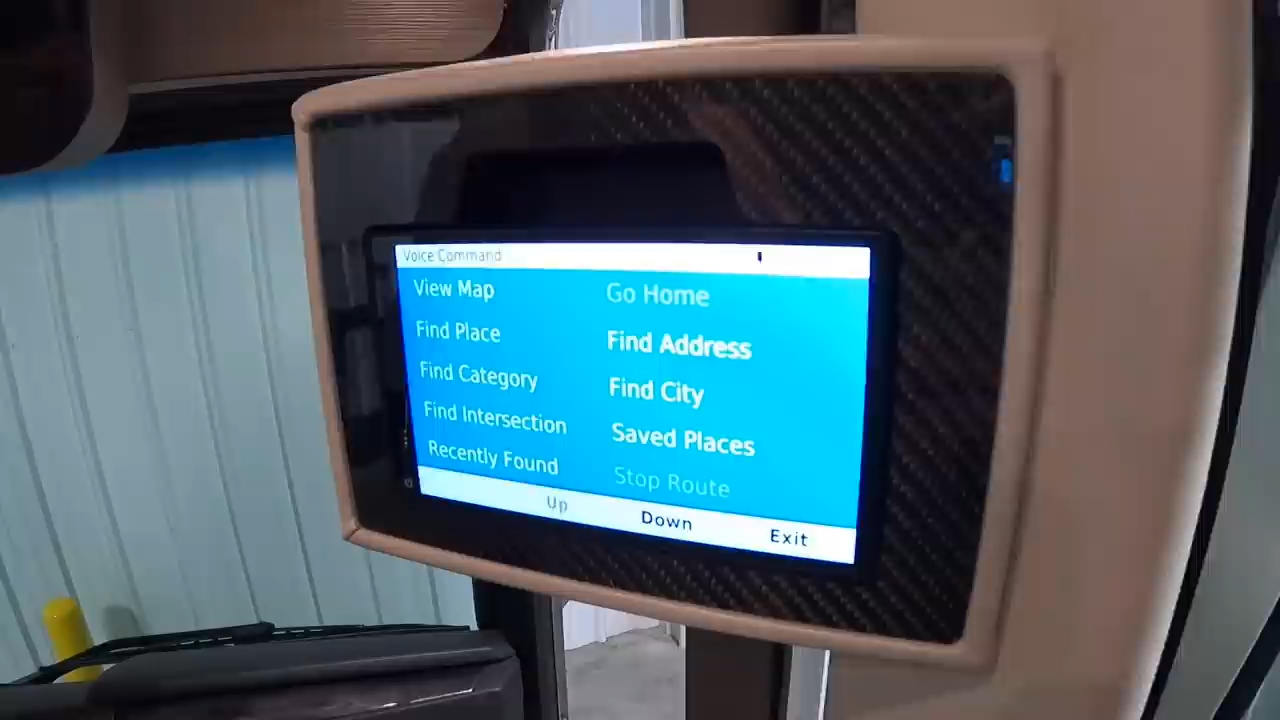 Voice Command
View Map
Go Home
Find Place
Find Address
Find Category
Find City
Find Intersection
Saved Places
Recently Found
Stop Route
Up
Down
Exit